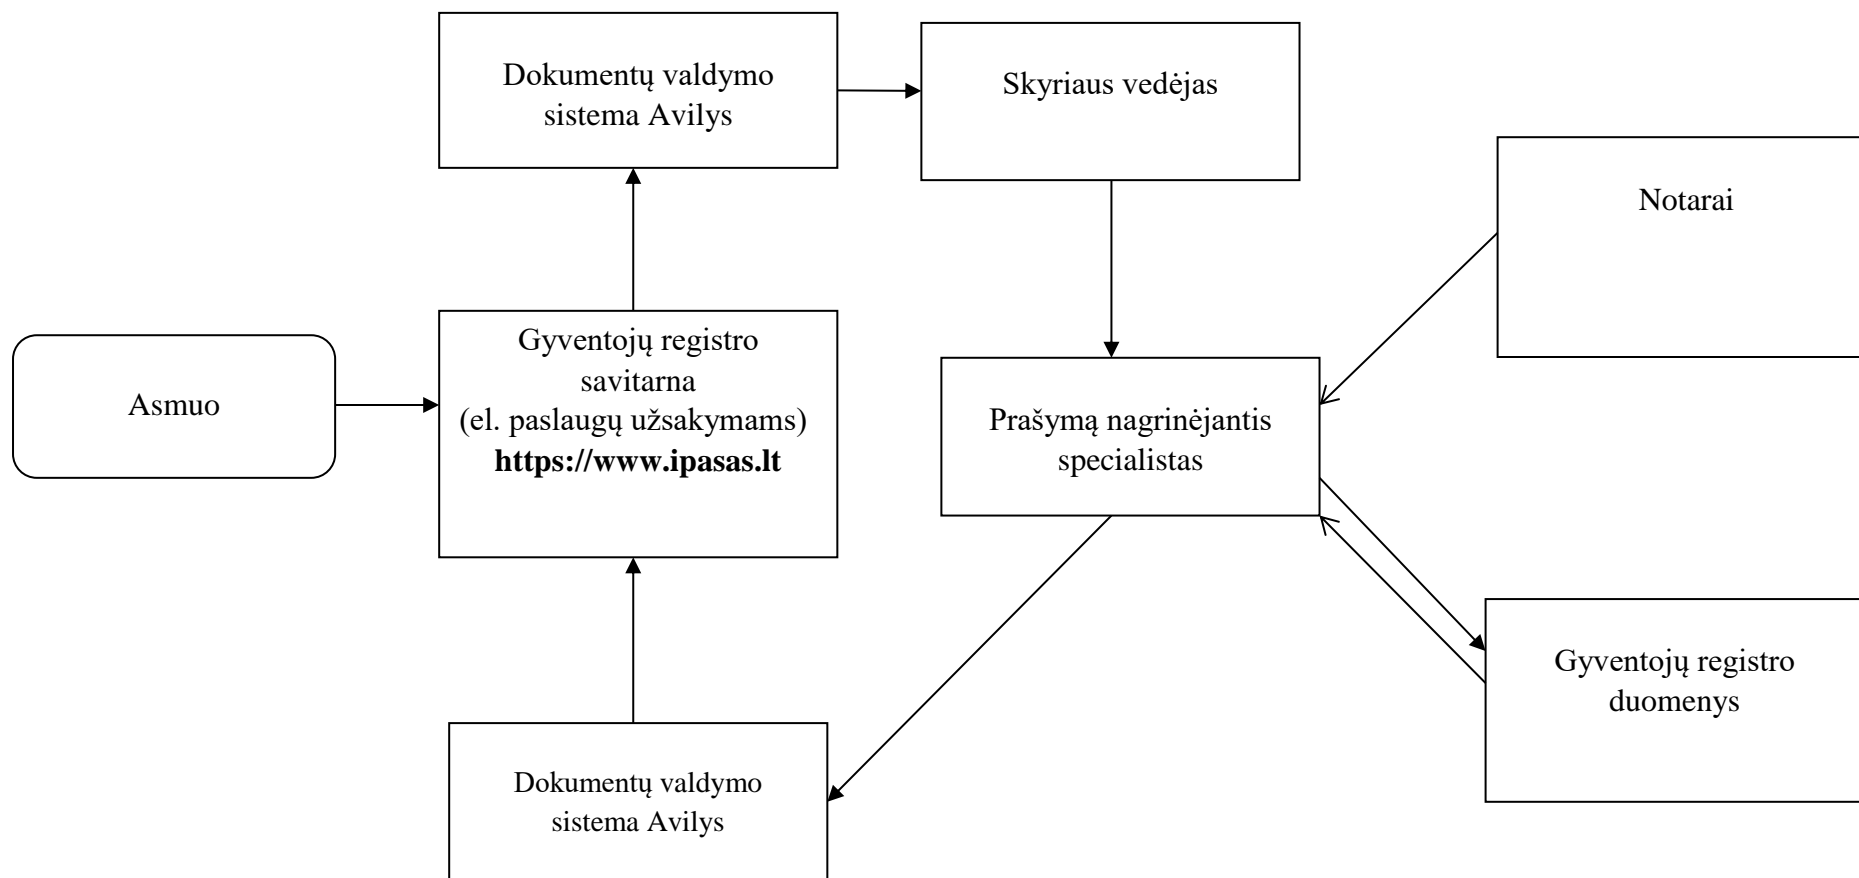 Dokumentų valdymo
sistema Avilys
Skyriaus vedėjas
Notarai
Asmuo
Gyventojų registro
savitarna
(el. paslaugų užsakymams)
https://www.ipasas.lt
Prašymą nagrinėjantis
specialistas
Gyventojų registro
duomenys
Dokumentų valdymo
sistema Avilys